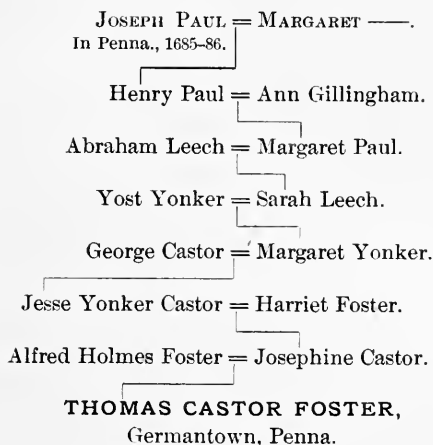 JOSEPH PAUL = MARGARET ——.
In Penna., 1685–86.
Henry Paul = Ann Gillingham.
Abraham Leech = Margaret Paul.
Yost Yonker = Sarah Leech.
George Castor = Margaret Yonker.
Jesse Yonker Castor = Harriet Foster.
Alfred Holmes Foster = Josephine Castor.
THOMAS CASTOR FOSTER,
Germantown, Penna.